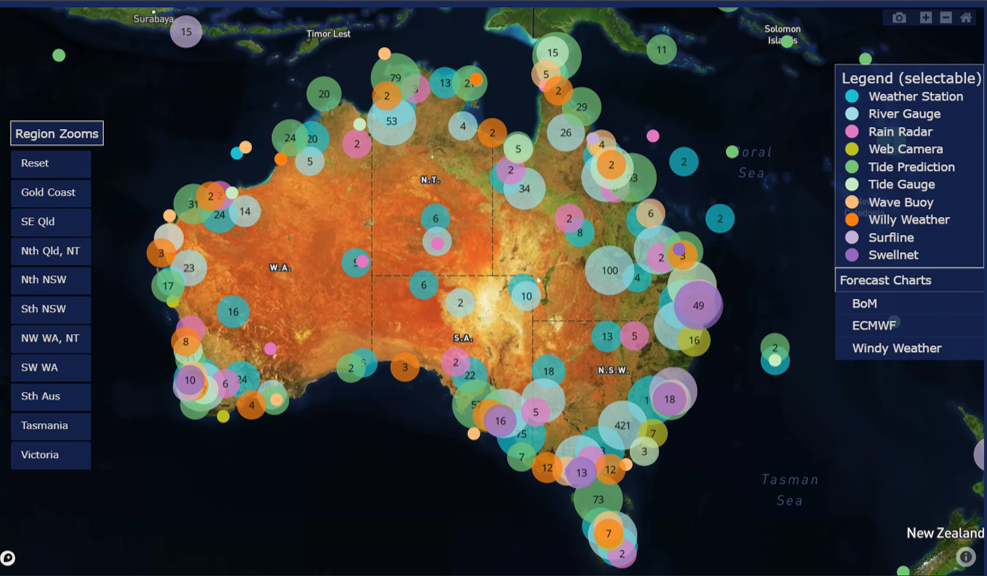 Surabaya
15
Timor Lest
Solomon
Islands
15
11
79
20
2
13
5
2
29
53
4
2
26
24
20
2
5
5
4
2
2
N.T.
2
34
31
2
24
14
6
2
8
6
2
3
23
W.A.
6
2
3
100
4
17
6
2
10
49
16
8
S.A.
13
5
16
2
2
3
2
22
18
N.S.W.
10
6
24
4
5
16
18
421
7
7
3
12
13
12
73
7
2
oral
Sea
Tasman
Sea
New Zealand
Region Zooms
Reset
Gold Coast
SE Qld
Nth Qld, NT
Nth NSW
Sth NSW
NW WA, NT
SW WA
Sth Aus
Tasmania
Victoria
Legend (selectable)
Weather Station
River Gauge
Rain Radar
Web Camera
Tide Prediction
Tide Gauge
Wave Buoy
Willy Weather
Surfline
Swellnet
Forecast Charts
BoM
ECMWF
Windy Weather